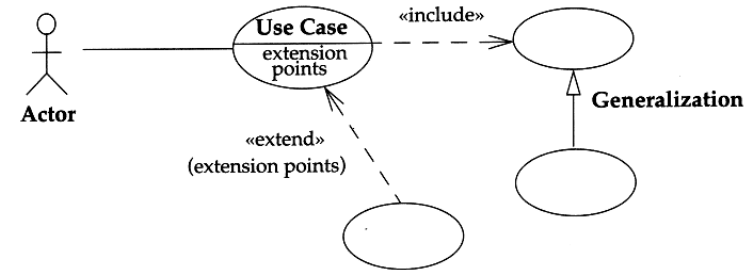 «include»
Use Case
extension
points
Actor
Generalization
«extend»
(extension points)